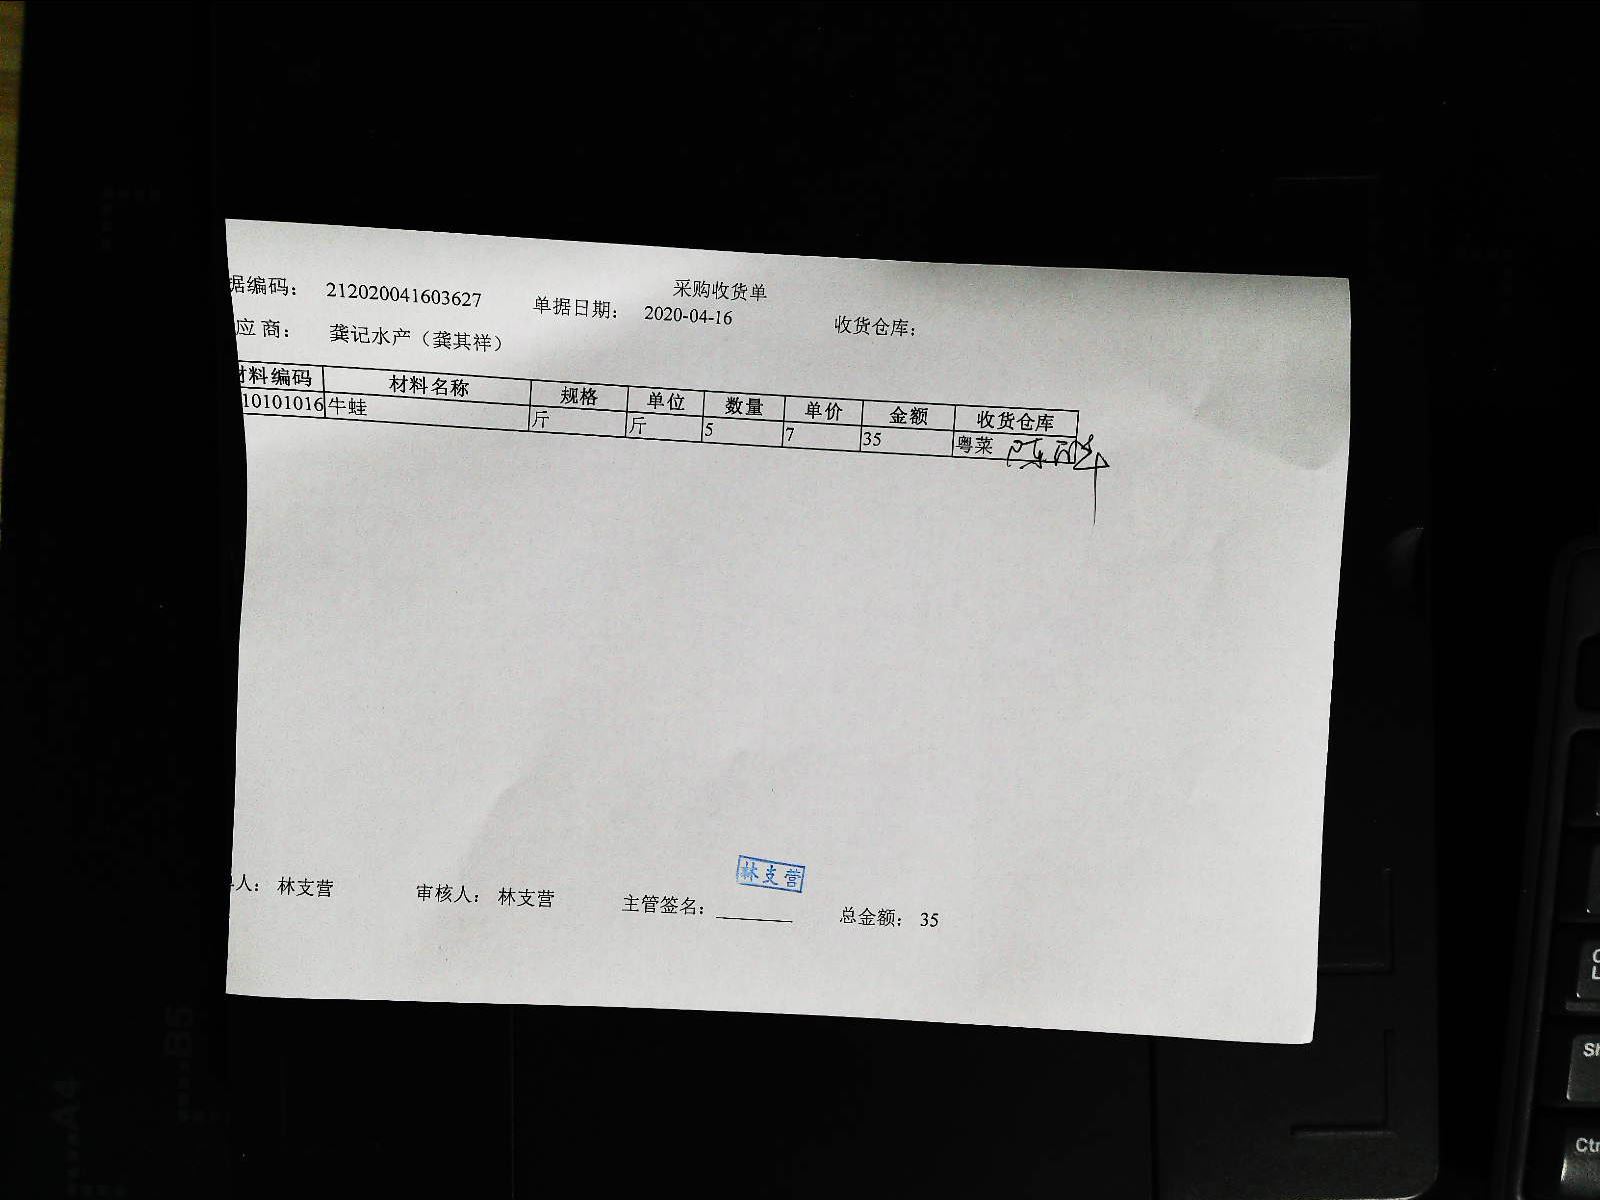 采购收货单
据编码： 212020041603627 单据日期： 2020-04-16 收货仓库：
应商： 龚记水产（龚其祥）
材料编码 材料名称 规格 单位 数量 单价 金额 收货仓库
10101016 牛蛙 斤 斤 5 7 35 粤菜
林支营
人： 林支营 审核人： 林支营 主管签名： 总金额： 35
B5
A4
Ctr